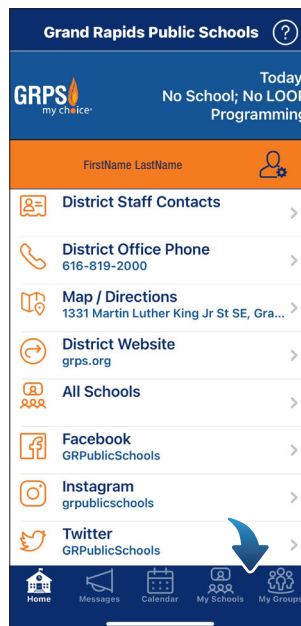 Grand Rapids Public Schools ?
GRPS
my choice
Today
No School; No LOO
Programming
FirstName LastName
District Staff Contacts
District Office Phone
616-819-2000
Map / Directions
1331 Martin Luther King Jr St SE, Gra...
District Website
grps.org
All Schools
Facebook
GRPublicSchools
Instagram
grpublicschools
Twitter
GRPublicSchools
Home Messages Calendar My Schools My Groups